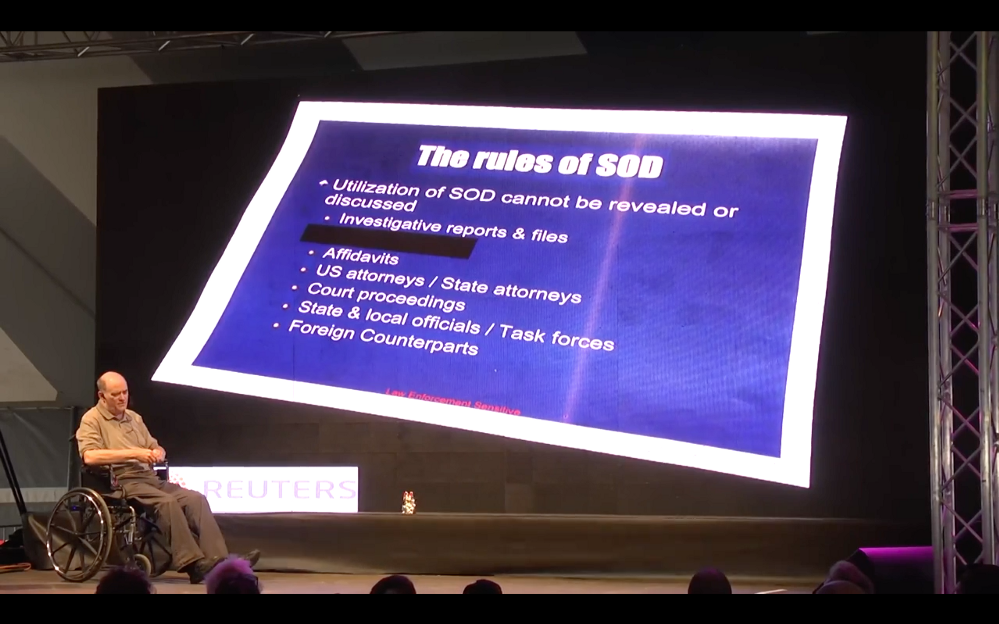 The rules of SOD
Utilization of SOD cannot be revealed or
discussed
• Investigative reports & files
• Affidavits
• US attorneys / State attorneys
• Court proceedings
• State & local officials / Task forces
• Foreign Counterparts
Law Enforcement Sensitive
REUTERS